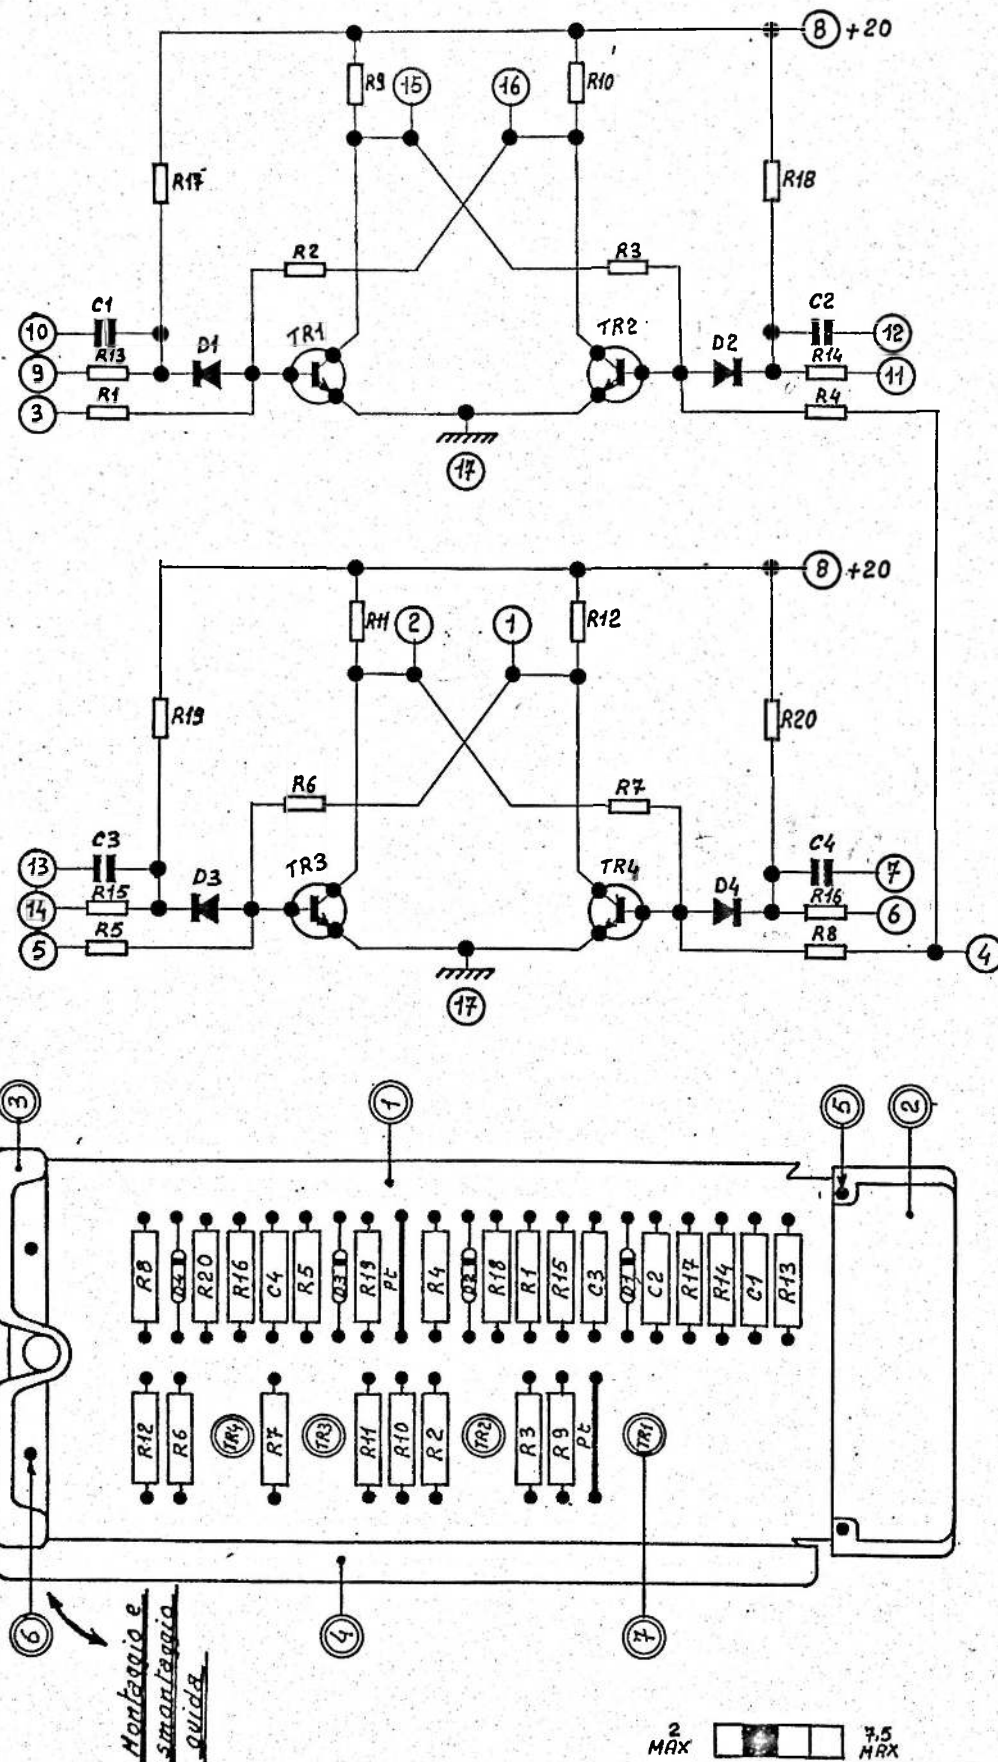 8 +20
R9 15 16 R10
R17 R18
R2 R3
C1 C2
10 TR1 TR2 12
D1 D2
9 R13 R14 11
3 R1 R4
17
8 +20
R11 2 1 R12
R19 R20
R6 R7
C3 C4
13 TR3 TR4 7
D3 D4
14 R15 R16 6
5 R5 R8 4
17
3 1 5 2
R8 D4 R20 R16 C4 R5 D3 R19 pt R4 D2 R18 R1 R15 C3 D1 C2 R17 R14 C1 R13
R12 R6 TR4 R7 TR3 R11 R10 R2 TR2 R3 R9 pt TR1
6 4 7
Montaggio e
smontaggio
guida
2 7,5
MAX MAX